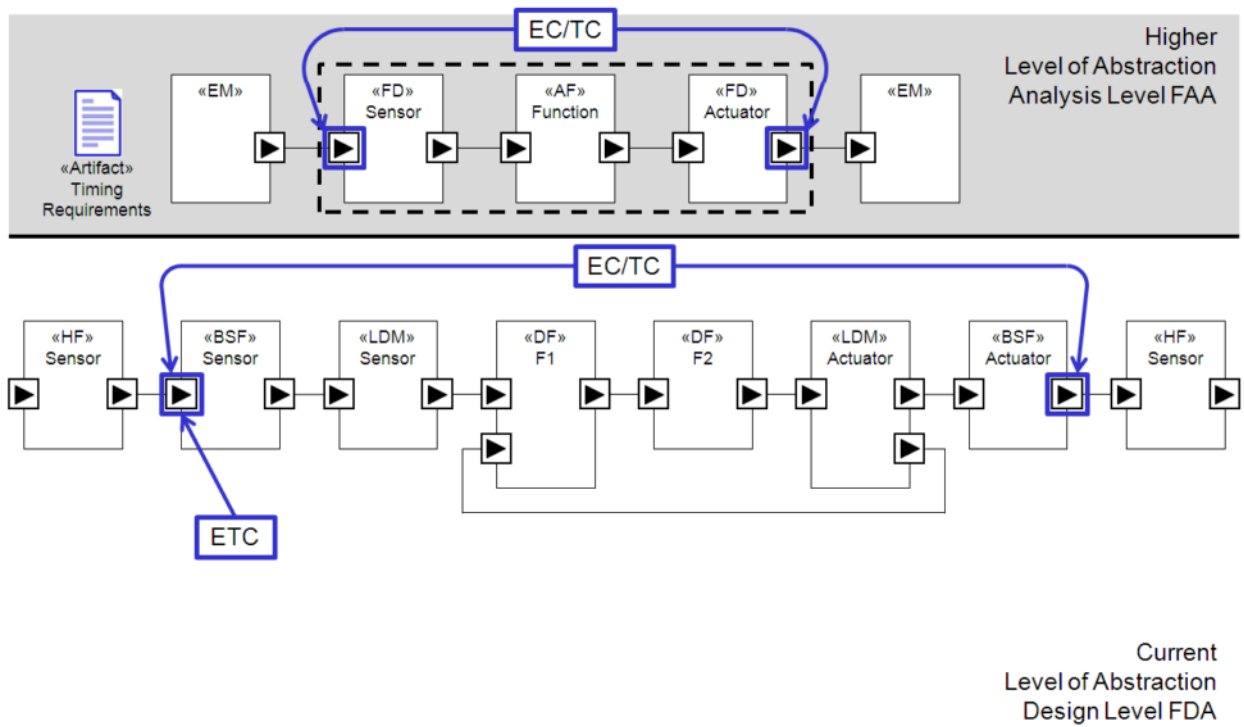 EC/TC
Higher
Level of Abstraction
Analysis Level FAA
«EM»
«FD»
Sensor
«AF»
Function
«FD»
Actuator
«EM»
«Artifact»
Timing
Requirements
EC/TC
«HF»
Sensor
«BSF»
Sensor
«LDM»
Sensor
«DF»
F1
«DF»
F2
«LDM»
Actuator
«BSF»
Actuator
«HF»
Sensor
ETC
Current
Level of Abstraction
Design Level FDA